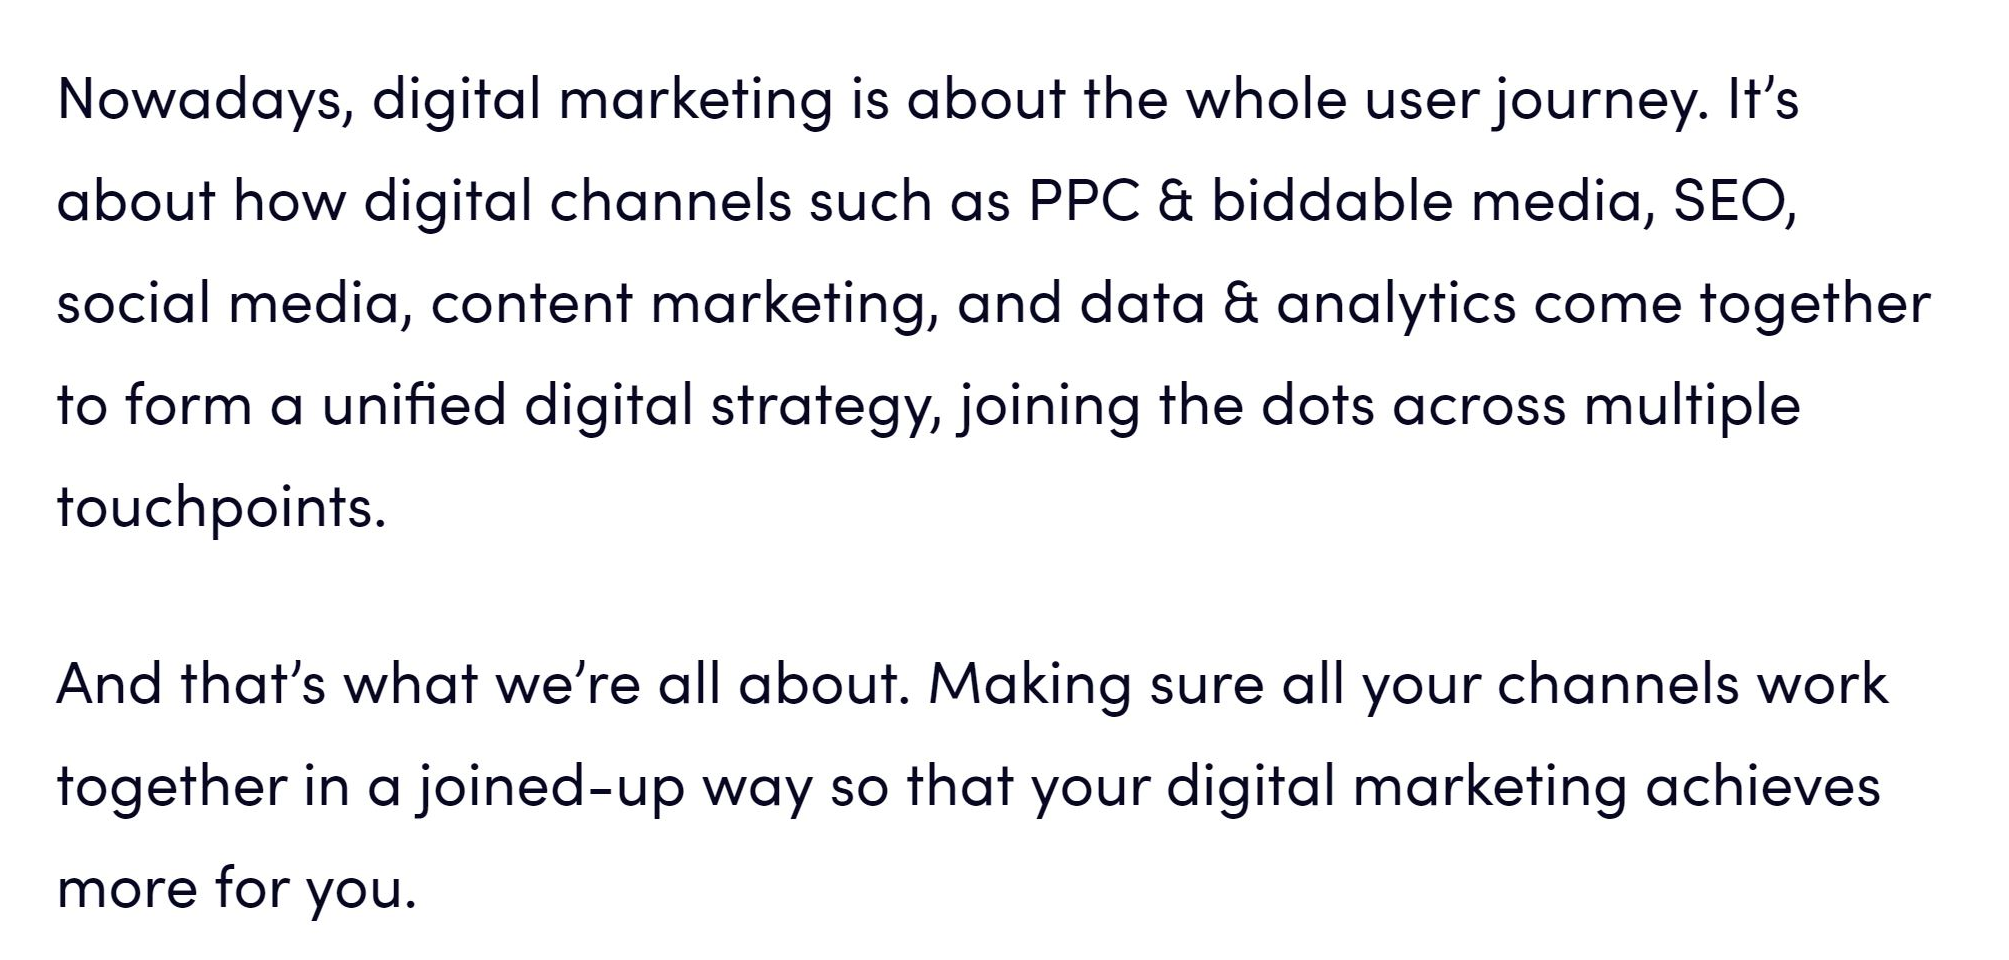 Nowadays, digital marketing is about the whole user journey. It’s
about how digital channels such as PPC & biddable media, SEO,
social media, content marketing, and data & analytics come together
to form a unified digital strategy, joining the dots across multiple
touchpoints.
And that’s what we’re all about. Making sure all your channels work
together in a joined-up way so that your digital marketing achieves
more for you.